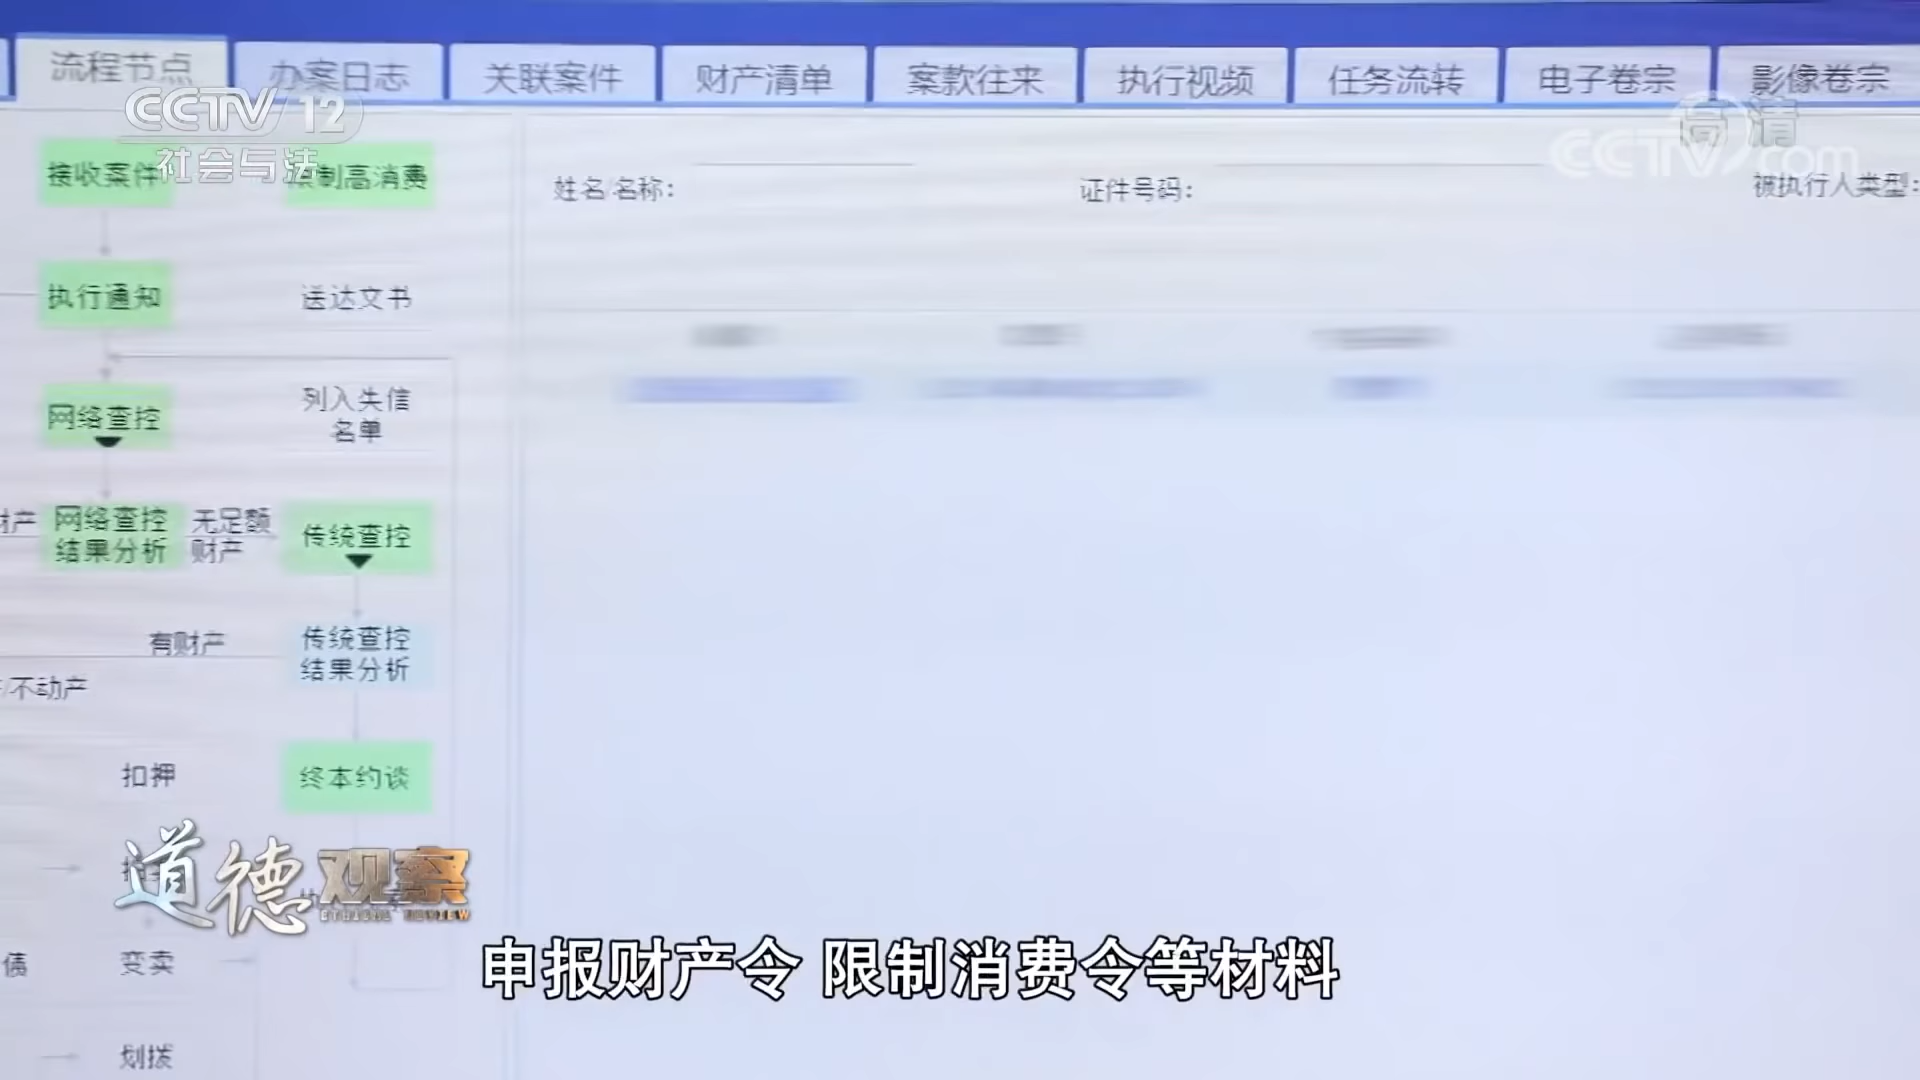 流程节点 办案日志 关联案件 财产清单 案款往来 执行视频 任务流转 电子卷宗 影像卷宗
CCTV 12
社会与法
高清
CCTV.com
接收案件 限制高消费
姓名/名称： 证件号码： 被执行人类型：
执行通知 送达文书
网络查控
列入失信
名单
财产
网络查控
结果分析
无足额
财产
传统查控
有财产
传统查控
结果分析
/不动产
扣押 终本约谈
道德观察
ETHICAL REVIEW
债 变卖
申报财产令 限制消费令等材料
划拨